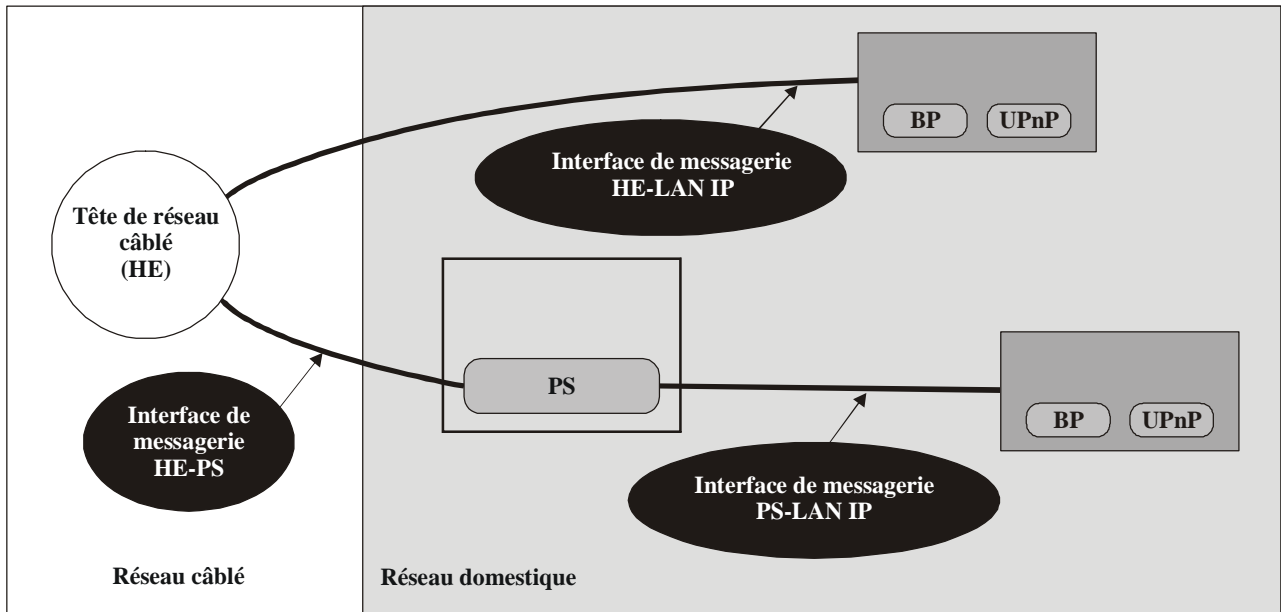 BP
UPnP
Interface de messagerie
HE-LAN IP
Tête de réseau
câblé
(HE)
PS
Interface de
messagerie
HE-PS
BP
UPnP
Interface de messagerie
PS-LAN IP
Réseau câblé
Réseau domestique